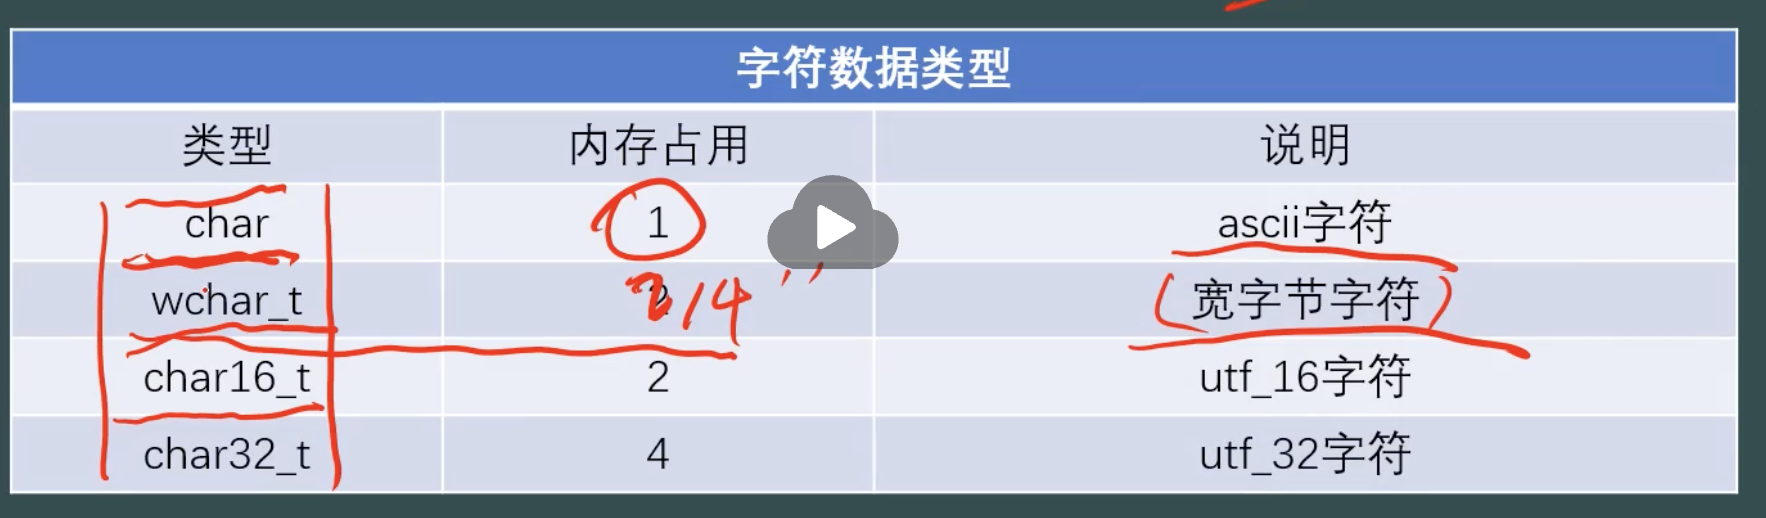 字符数据类型
类型 内存占用 说明
char 1 ascii字符
wchar_t 2/4 宽字节字符
char16_t 2 utf_16字符
char32_t 4 utf_32字符